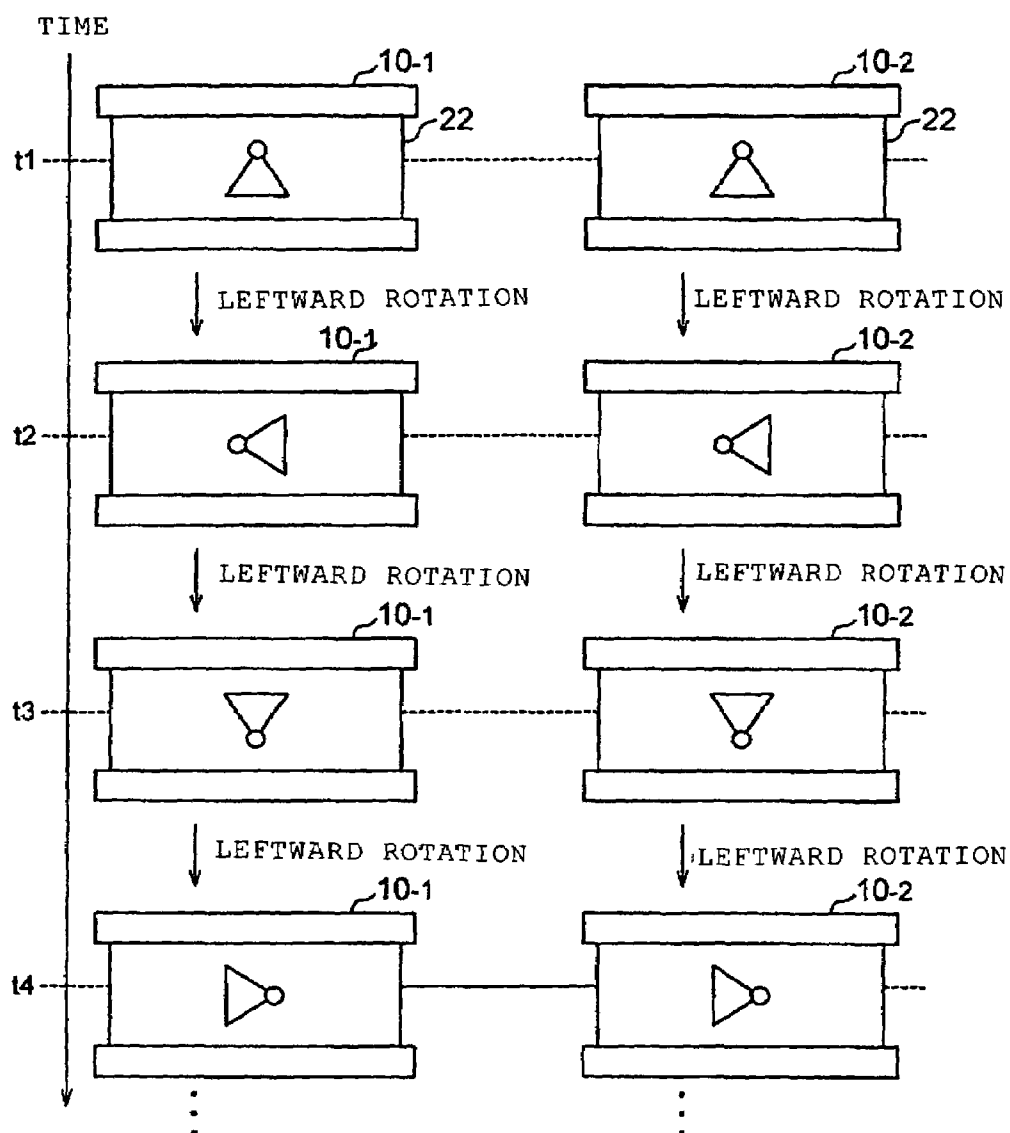 TIME
10-1 10-2
22 22
t1
LEFTWARD ROTATION LEFTWARD ROTATION
10-1 10-2
t2
LEFTWARD ROTATION LEFTWARD ROTATION
10-1 10-2
t3
LEFTWARD ROTATION LEFTWARD ROTATION
10-1 10-2
t4